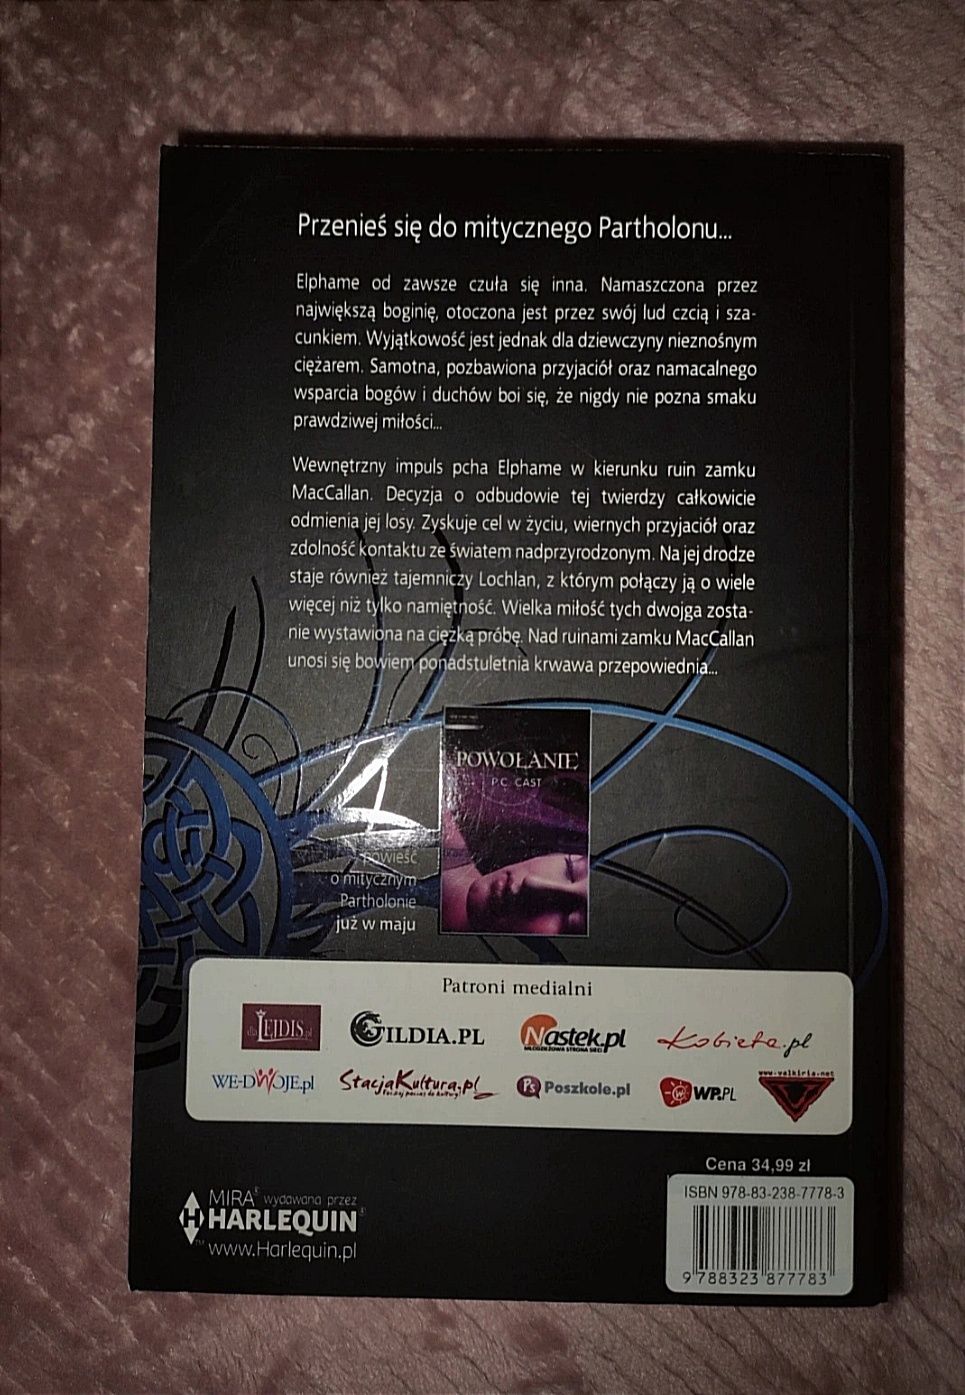 Przenieś się do mitycznego Partholonu...
Elphame od zawsze czuła się inna. Namaszczona przez
największą boginię, otoczona jest przez swój lud czcią i sza-
cunkiem. Wyjątkowość jest jednak dla dziewczyny nieznośnym
ciężarem. Samotna, pozbawiona przyjaciół oraz namacalnego
wsparcia bogów i duchów boi się, że nigdy nie pozna smaku
prawdziwej miłości...
Wewnętrzny impuls pcha Elphame w kierunku ruin zamku
MacCallan. Decyzja o odbudowie tej twierdzy całkowicie
odmienia jej losy. Zyskuje cel w życiu, wiernych przyjaciół oraz
zdolność kontaktu ze światem nadprzyrodzonym. Na jej drodze
staje również tajemniczy Lochlan, z którym połączy ją o wiele
więcej niż tylko namiętność. Wielka miłość tych dwojga zosta-
nie wystawiona na ciężką próbę. Nad ruinami zamku MacCallan
unosi się bowiem ponadstuletnia krwawa przepowiednia...
POWOŁANIE
P.C. CAST
powieść
o mitycznym
Partholonie
już w maju
Patroni medialni
dlaLEJDIS.pl
GILDIA.PL
Nastek.pl
MŁODZIEŻOWA STRONA SIECI
Kobieta.pl
WE-DWOJE.pl
StacjaKultura.pl
Ps Poszkole.pl
W WP.PL
www.valkiria.net
Cena 34,99 zł
ISBN 978-83-238-7778-3
9 788323 877783
MIRA® wydawana przez
H HARLEQUIN®
™ www.Harlequin.pl